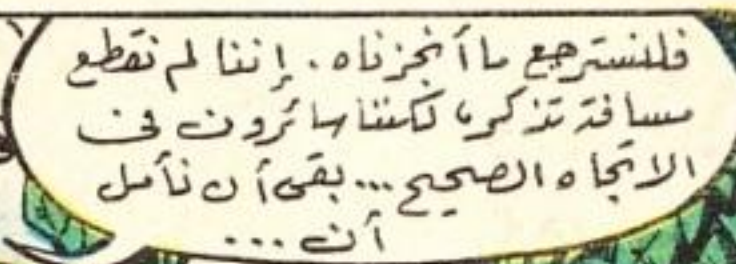 فلنسترجع ما أنجزناه. إننا لم نقطع
مسافة تذكر، لكننا سائرون في
الاتجاه الصحيح... بقي أن نأمل
أن...